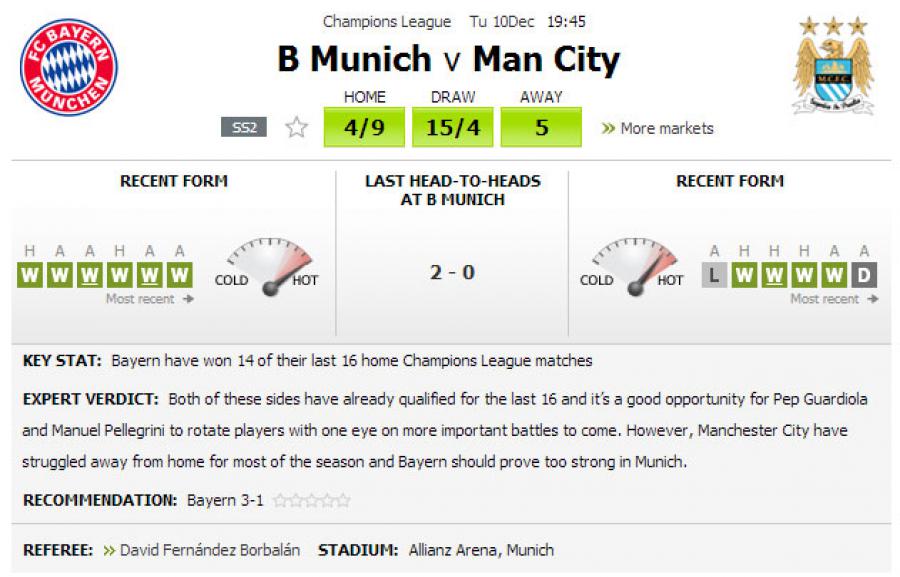 Champions League Tu 10Dec 19:45
B Munich v Man City
HOME DRAW AWAY
SS2 4/9 15/4 5 » More markets
FC BAYERN
MÜNCHEN
M.C.F.C.
RECENT FORM
H A A H A A
W W W W W W
Most recent →
COLD HOT
LAST HEAD-TO-HEADS
AT B MUNICH
2 - 0
RECENT FORM
COLD HOT
A H H H A A
L W W W W D
Most recent →
KEY STAT: Bayern have won 14 of their last 16 home Champions League matches
EXPERT VERDICT: Both of these sides have already qualified for the last 16 and it's a good opportunity for Pep Guardiola
and Manuel Pellegrini to rotate players with one eye on more important battles to come. However, Manchester City have
struggled away from home for most of the season and Bayern should prove too strong in Munich.
RECOMMENDATION: Bayern 3-1
REFEREE: » David Fernández Borbalán STADIUM: Allianz Arena, Munich